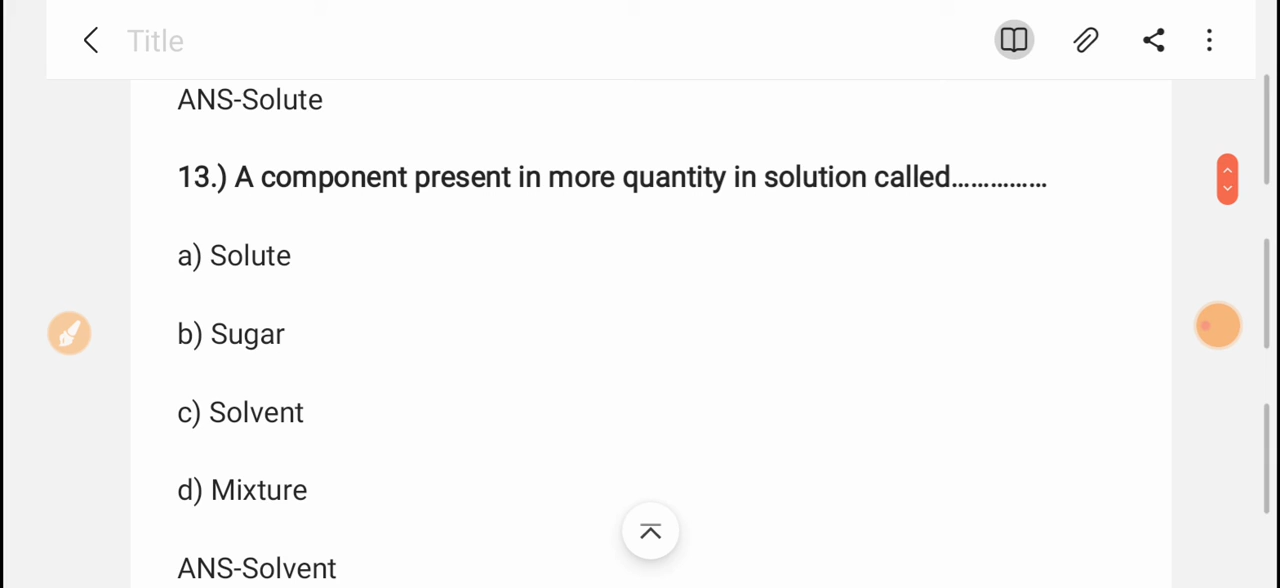 Title
ANS-Solute
13.) A component present in more quantity in solution called...............
a) Solute
b) Sugar
c) Solvent
d) Mixture
ANS-Solvent